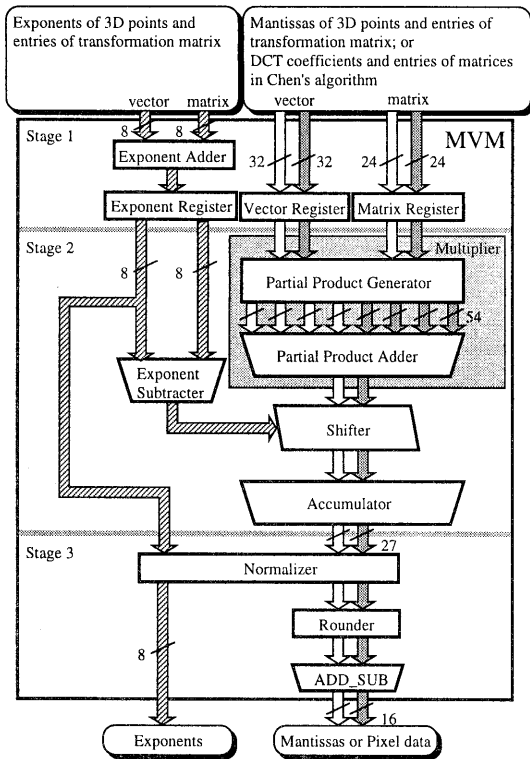 Exponents of 3D points and
entries of transformation matrix
Mantissas of 3D points and entries of
transformation matrix; or
DCT coefficients and entries of matrices
in Chen's algorithm
vector matrix
vector matrix
Stage 1
MVM
8 8
Exponent Adder
32 32 24 24
Exponent Register
Vector Register
Matrix Register
Stage 2
Multiplier
8 8
Partial Product Generator
54
Partial Product Adder
Exponent
Subtracter
Shifter
Accumulator
Stage 3
27
Normalizer
8
Rounder
ADD_SUB
16
Exponents
Mantissas or Pixel data